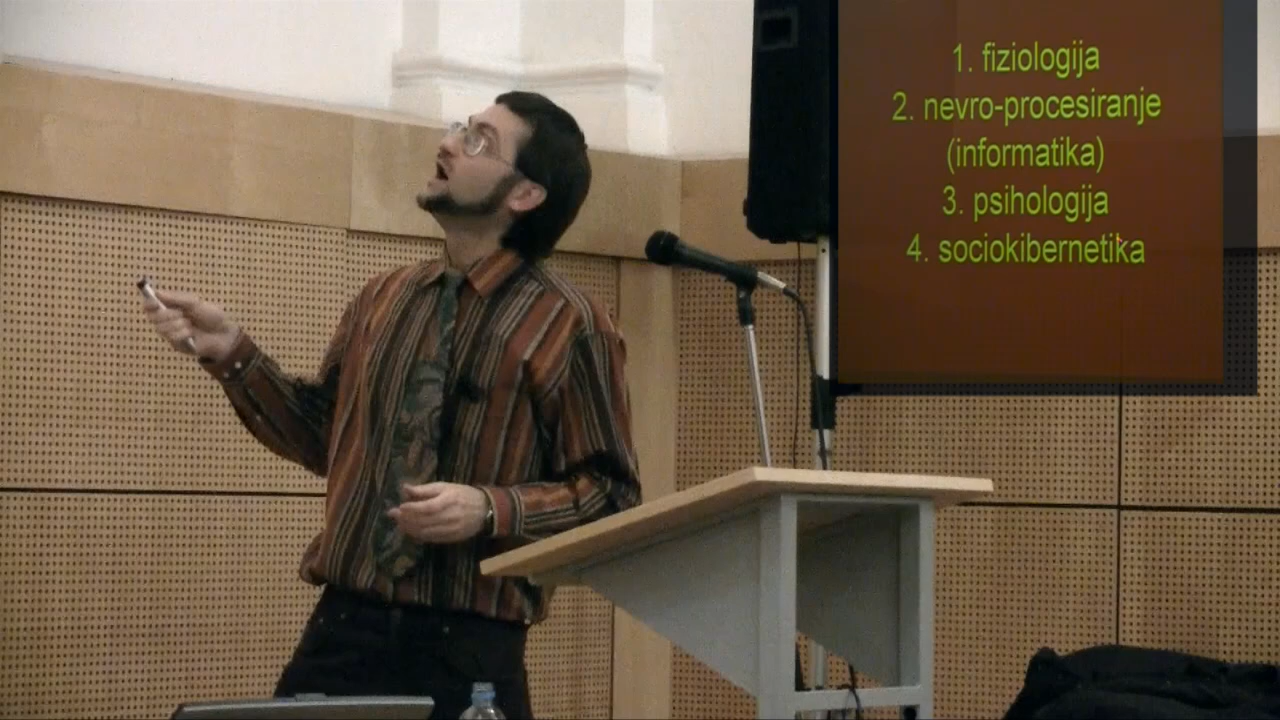 1. fiziologija
2. nevro-procesiranje
(informatika)
3. psihologija
4. sociokibernetika